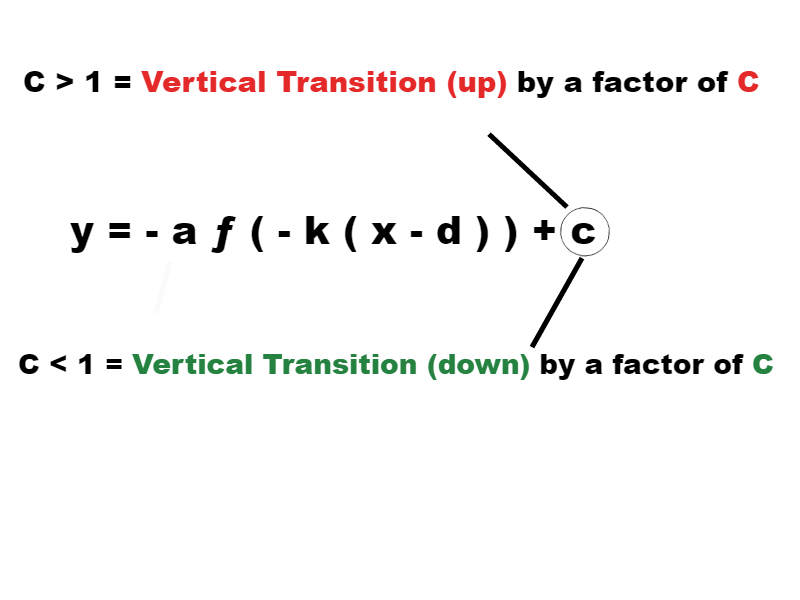 C > 1 = Vertical Transition (up) by a factor of C
y = - a ƒ ( - k ( x - d ) ) + c
C < 1 = Vertical Transition (down) by a factor of C